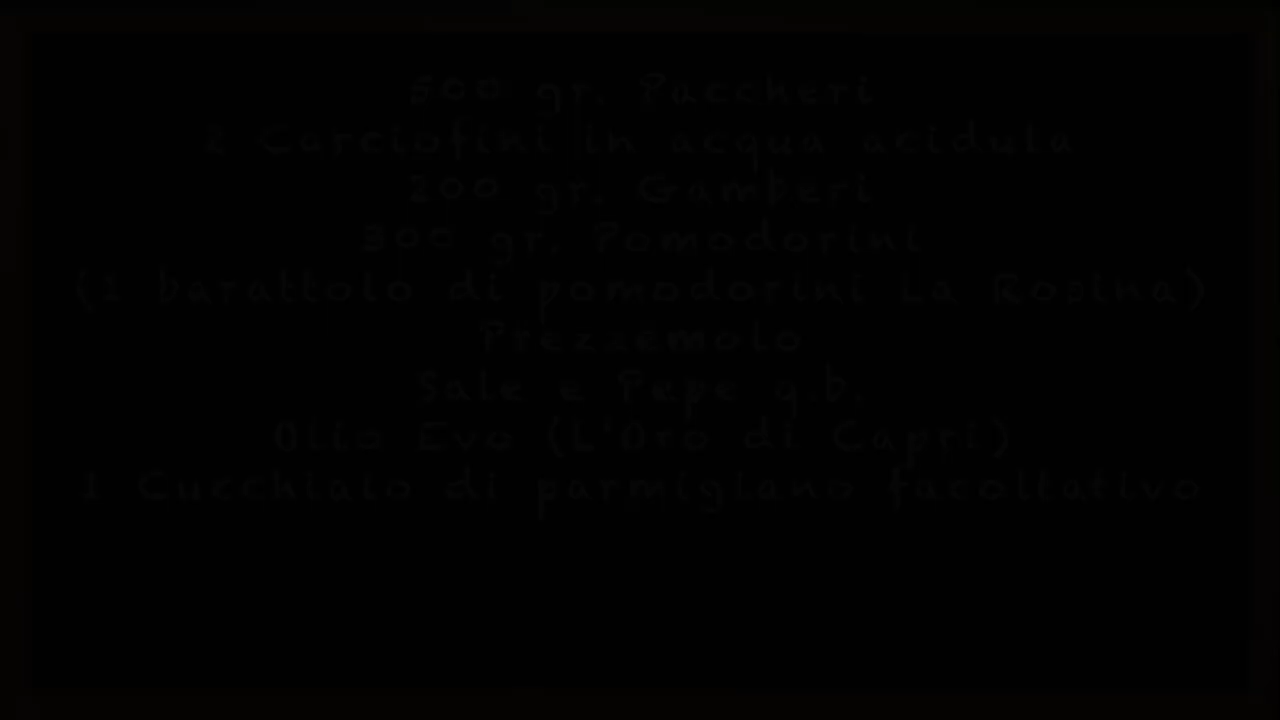 500 gr. Paccheri
2 Carciofini in acqua acidula
200 gr. Gamberi
300 gr. Pomodorini
(1 barattolo di pomodorini La Rosina)
Prezzemolo
Sale e Pepe q.b.
Olio Evo (L'Oro di Capri)
1 Cucchiaio di parmigiano facoltativo